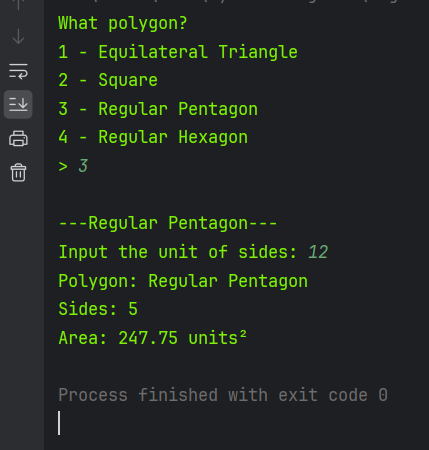 What polygon?
1 - Equilateral Triangle
2 - Square
3 - Regular Pentagon
4 - Regular Hexagon
> 3
---Regular Pentagon---
Input the unit of sides: 12
Polygon: Regular Pentagon
Sides: 5
Area: 247.75 units²
Process finished with exit code 0